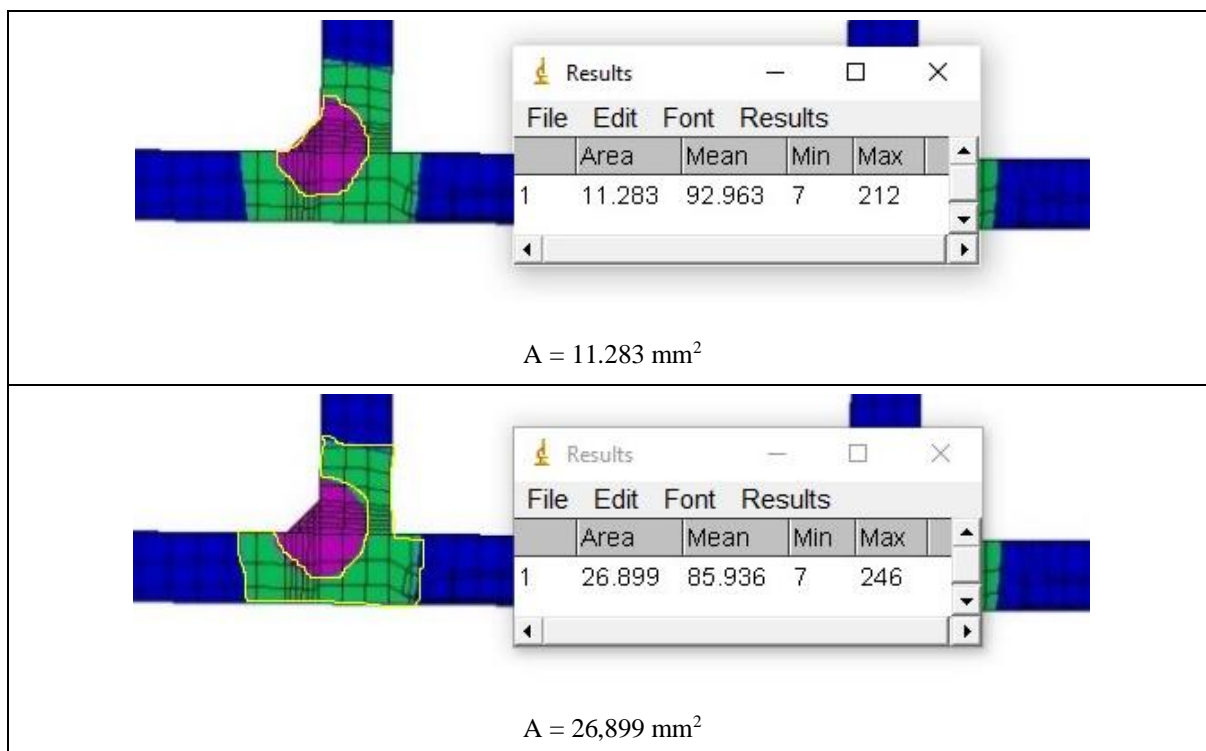 Results
File Edit Font Results
Area Mean Min Max
1 11.283 92.963 7 212
A = 11.283 mm²
Results
File Edit Font Results
Area Mean Min Max
1 26.899 85.936 7 246
A = 26,899 mm²